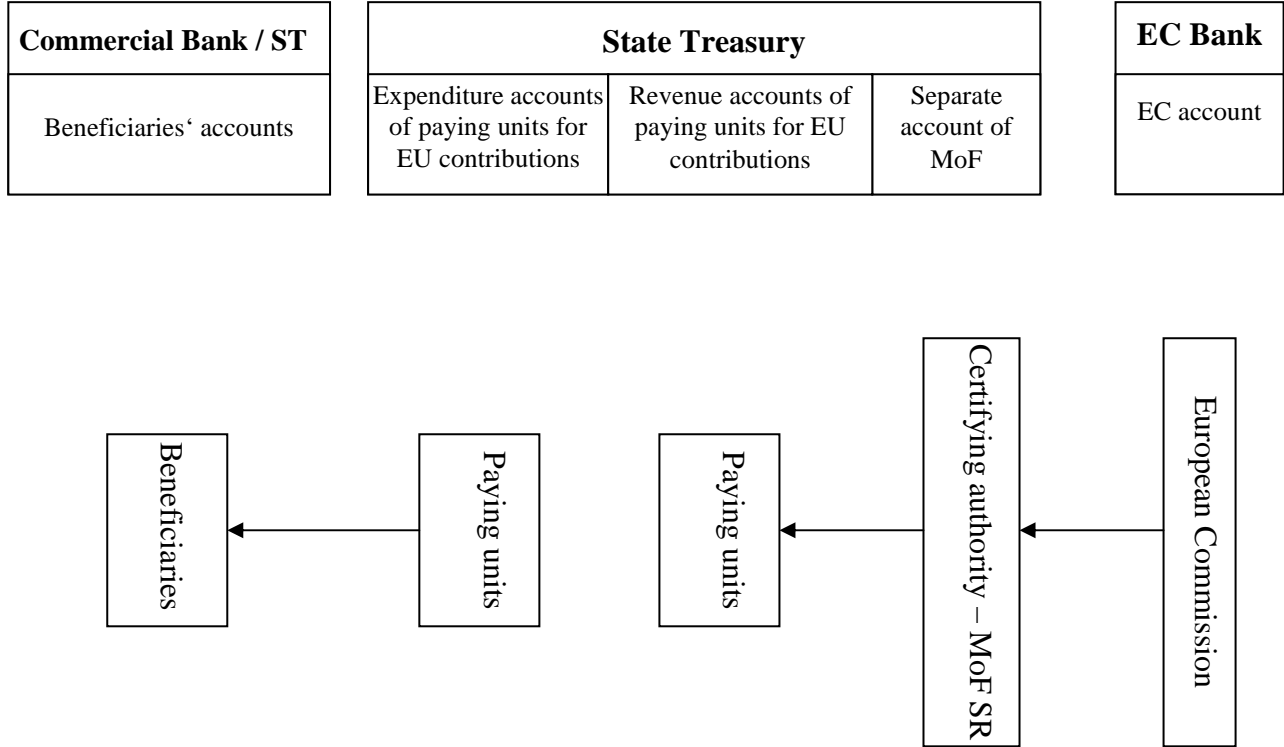 Commercial Bank / ST
State Treasury
EC Bank
Beneficiaries‘ accounts
Expenditure accounts
of paying units for
EU contributions
Revenue accounts of
paying units for EU
contributions
Separate
account of
MoF
EC account
Beneficiaries
Paying units
Paying units
Certifying authority – MoF SR
European Commission